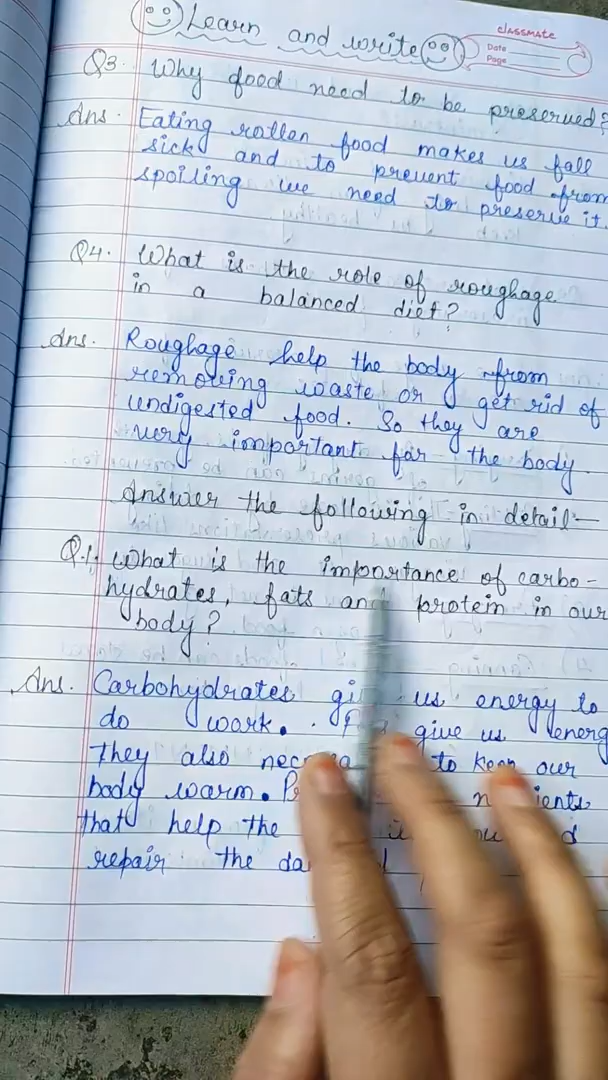 Learn and write
classmate
Date
Page
Q3. Why food need to be preserved?
Ans. Eating rotten food makes us fall
sick and to prevent food from
spoiling we need to preserve it.
Q4. What is the role of roughage
in a balanced diet?
Ans. Roughage help the body from
removing waste or get rid of
undigested food. So they are
very important for the body.
Answer the following in detail—
Q.1. What is the importance of carbo-
hydrates, fats and protein in our
body?
Ans. Carbohydrates us energy to
do work. give us
they also to keep our
body warm.
that help the
repair the